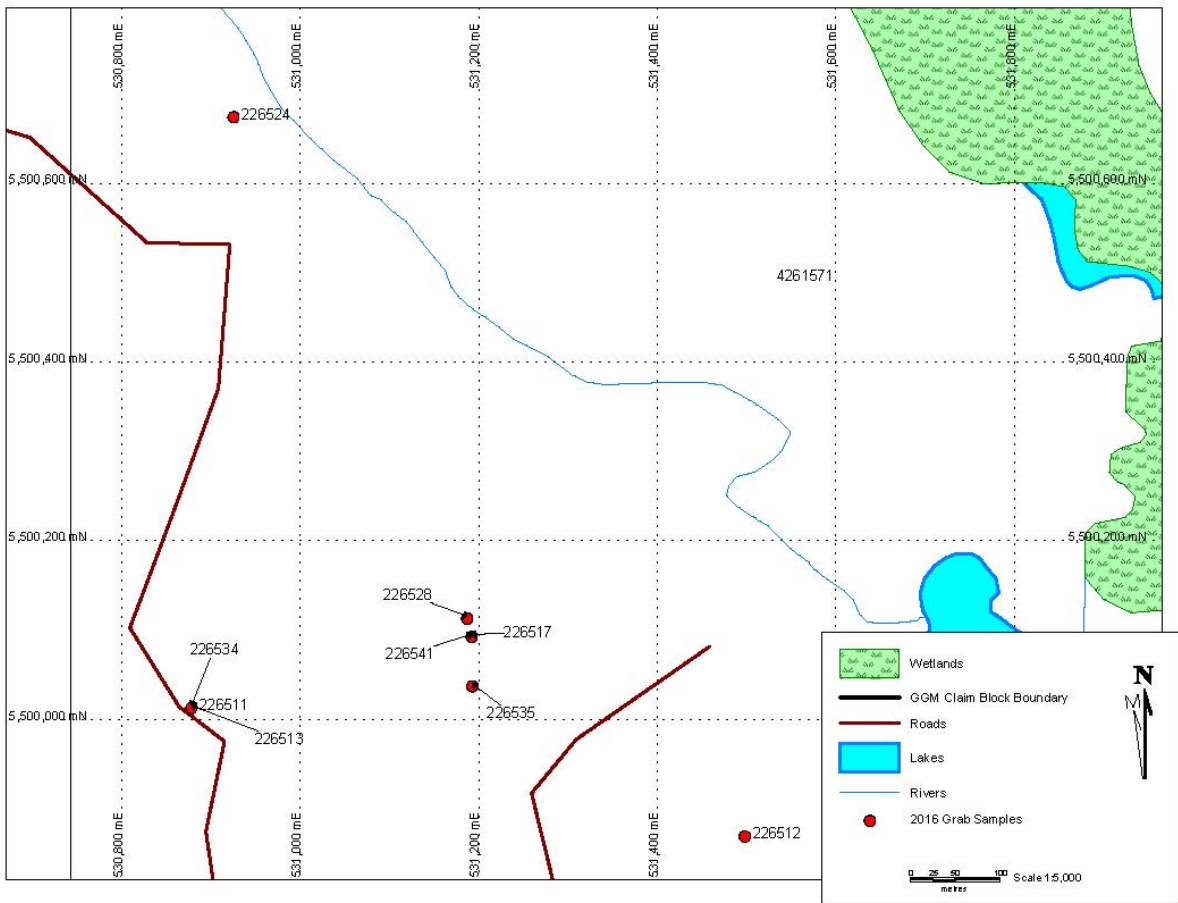 530,800 mE
531,000 mE
531,200 mE
531,400 mE
531,600 mE
531,800 mE
226524
5,500,600 mN
5,500,600 mN
4261571
5,500,400 mN
5,500,400 mN
5,500,200 mN
5,500,200 mN
226528
226517
226541
226534
226511
226535
5,500,000 mN
226513
226512
530,800 mE
531,000 mE
531,200 mE
531,400 mE
Wetlands
GGM Claim Block Boundary
Roads
Lakes
Rivers
2016 Grab Samples
N
M
0 25 50 100
metres
Scale 1:5,000